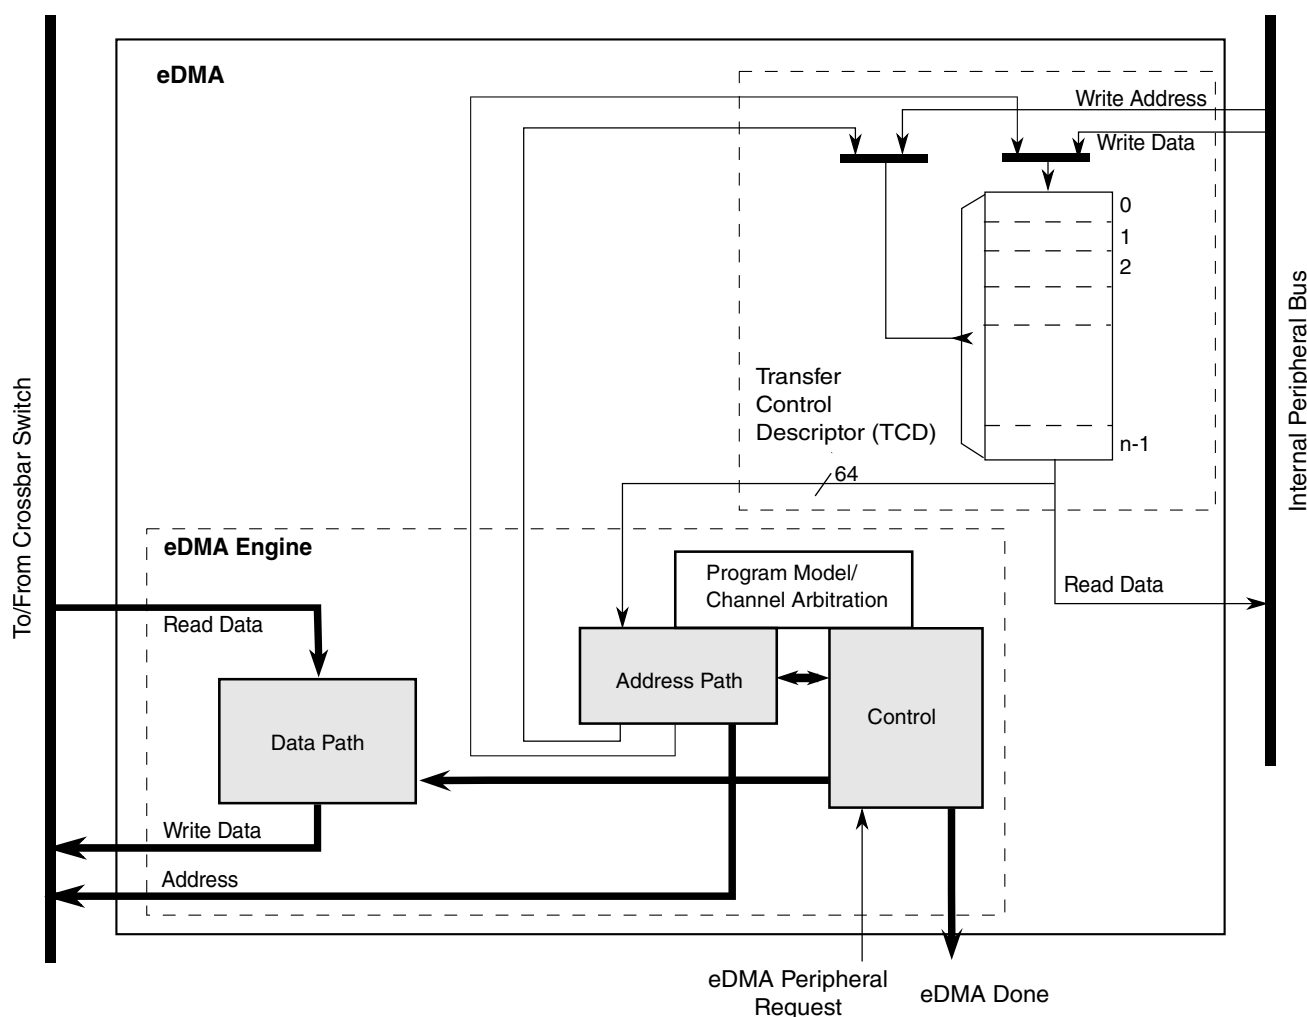 eDMA
Write Address
Write Data
0
1
2
n-1
Transfer
Control
Descriptor (TCD)
64
To/From Crossbar Switch
Internal Peripheral Bus
eDMA Engine
Program Model/
Channel Arbitration
Read Data
Read Data
Address Path
Control
Data Path
Write Data
Address
eDMA Peripheral
Request
eDMA Done